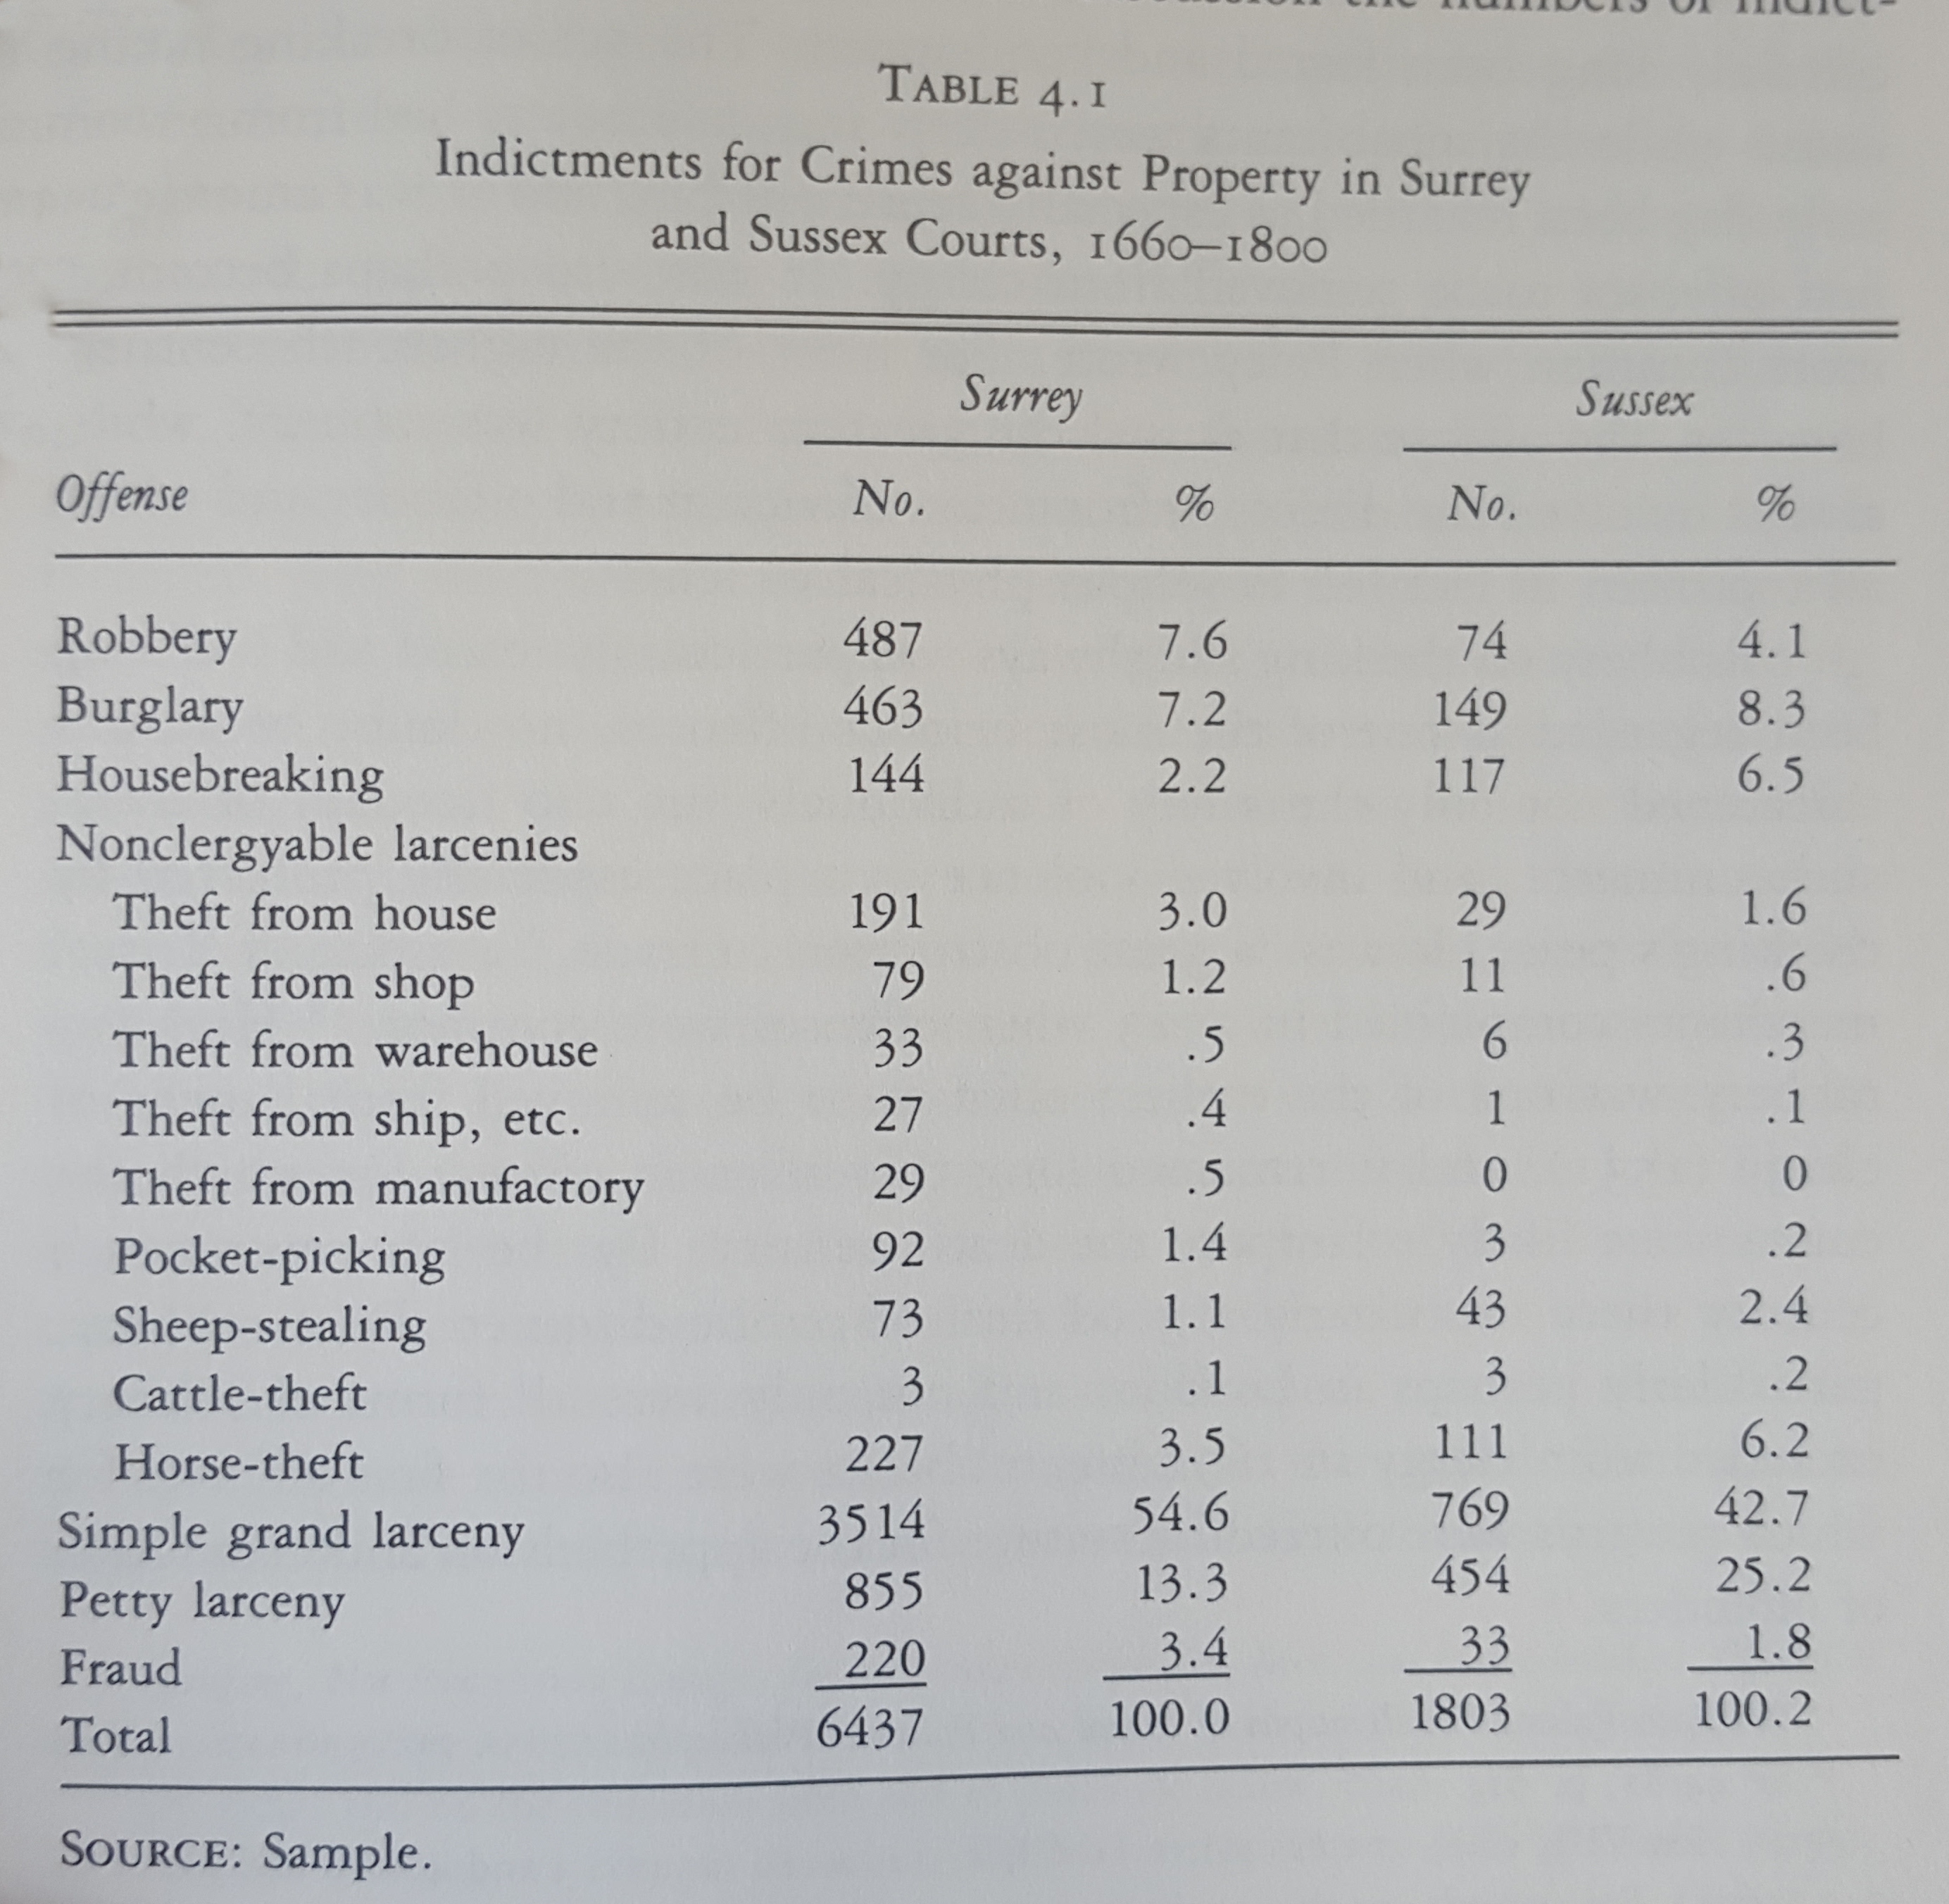 TABLE 4.1
Indictments for Crimes against Property in Surrey
and Sussex Courts, 1660–1800
Surrey Sussex
Offense No. % No. %
Robbery 487 7.6 74 4.1
Burglary 463 7.2 149 8.3
Housebreaking 144 2.2 117 6.5
Nonclergyable larcenies
Theft from house 191 3.0 29 1.6
Theft from shop 79 1.2 11 .6
Theft from warehouse 33 .5 6 .3
Theft from ship, etc. 27 .4 1 .1
Theft from manufactory 29 .5 0 0
Pocket-picking 92 1.4 3 .2
Sheep-stealing 73 1.1 43 2.4
Cattle-theft 3 .1 3 .2
Horse-theft 227 3.5 111 6.2
Simple grand larceny 3514 54.6 769 42.7
Petty larceny 855 13.3 454 25.2
Fraud 220 3.4 33 1.8
Total 6437 100.0 1803 100.2
SOURCE: Sample.